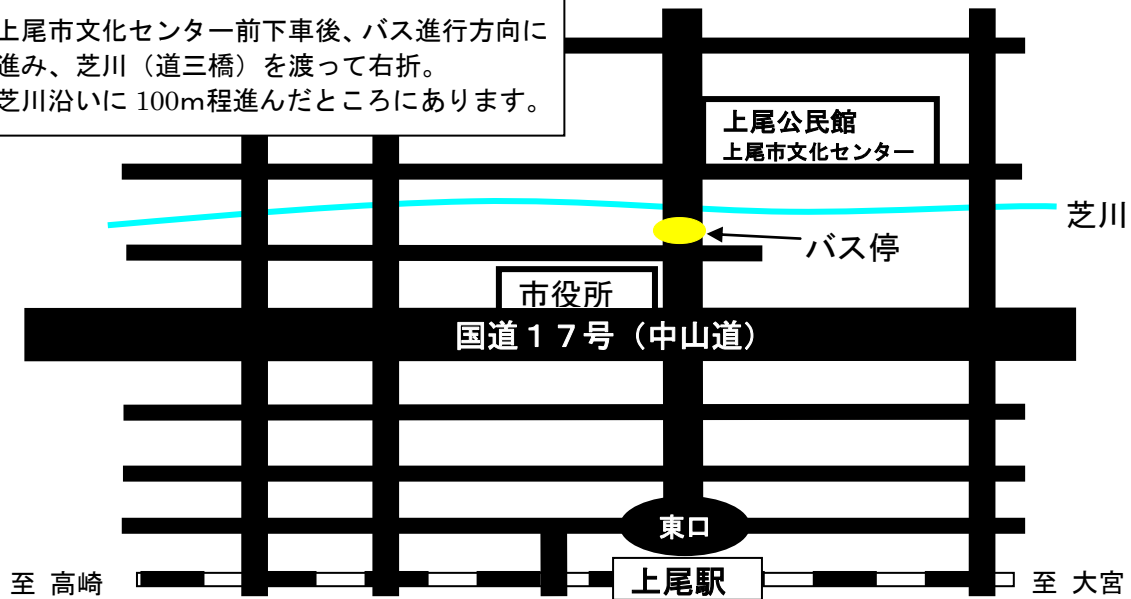 上尾市文化センター前下車後、バス進行方向に
進み、芝川（道三橋）を渡って右折。
芝川沿いに 100ｍ程進んだところにあります。
上尾公民館
上尾市文化センター
芝川
バス停
市役所
国道１７号（中山道）
東口
上尾駅
至 高崎
至 大宮